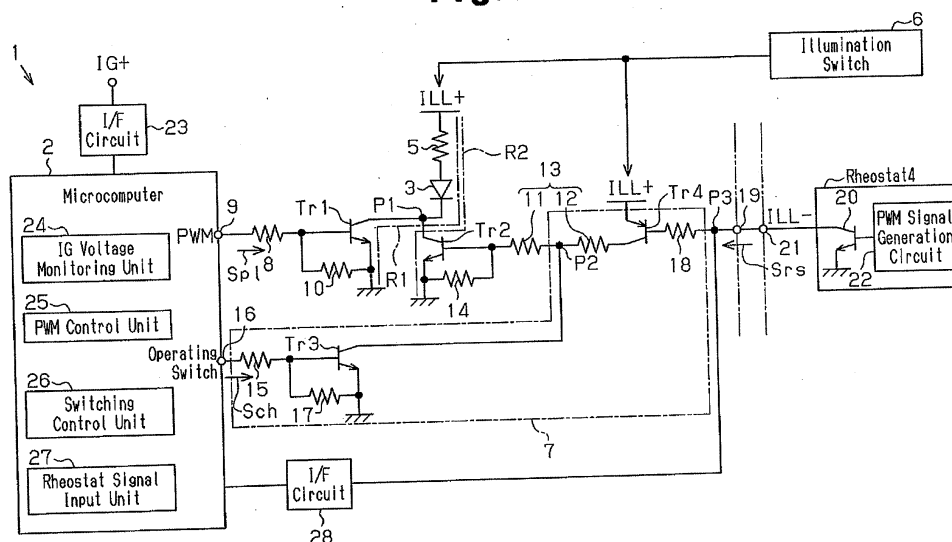 Fig.
1
IG+
I/F
Circuit
23
2
Microcomputer
24
IG Voltage
Monitoring Unit
25
PWM Control Unit
26
Switching
Control Unit
27
Rheostat Signal
Input Unit
PWM
9
Spl
8
10
Tr1
P1
R1
ILL+
5
3
R2
Tr2
14
13
11
12
P2
ILL+
Tr4
18
P3
19
ILL-
21
Srs
6
Illumination
Switch
Rheostat4
20
PWM Signal
Generation
Circuit
22
Operating
Switch
16
15
Sch
Tr3
17
7
I/F
Circuit
28